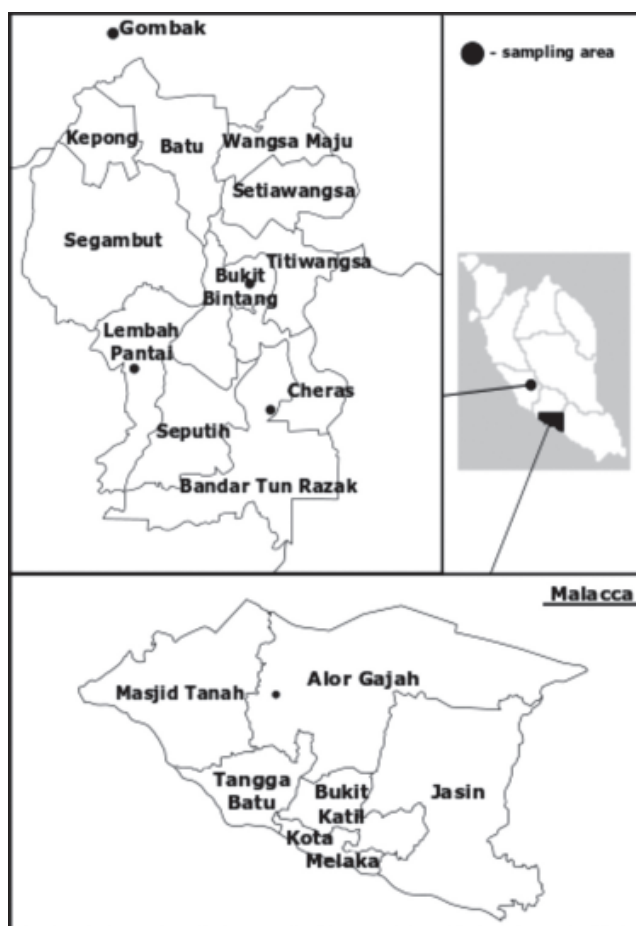 Gombak
- sampling area
Kepong
Batu
Wangsa Maju
Setiawangsa
Segambut
Titiwangsa
Bukit
Bintang
Lembah
Pantai
Cheras
Seputih
Bandar Tun Razak
Malacca
Masjid Tanah
Alor Gajah
Tangga
Batu
Bukit
Katil
Jasin
Kota
Melaka